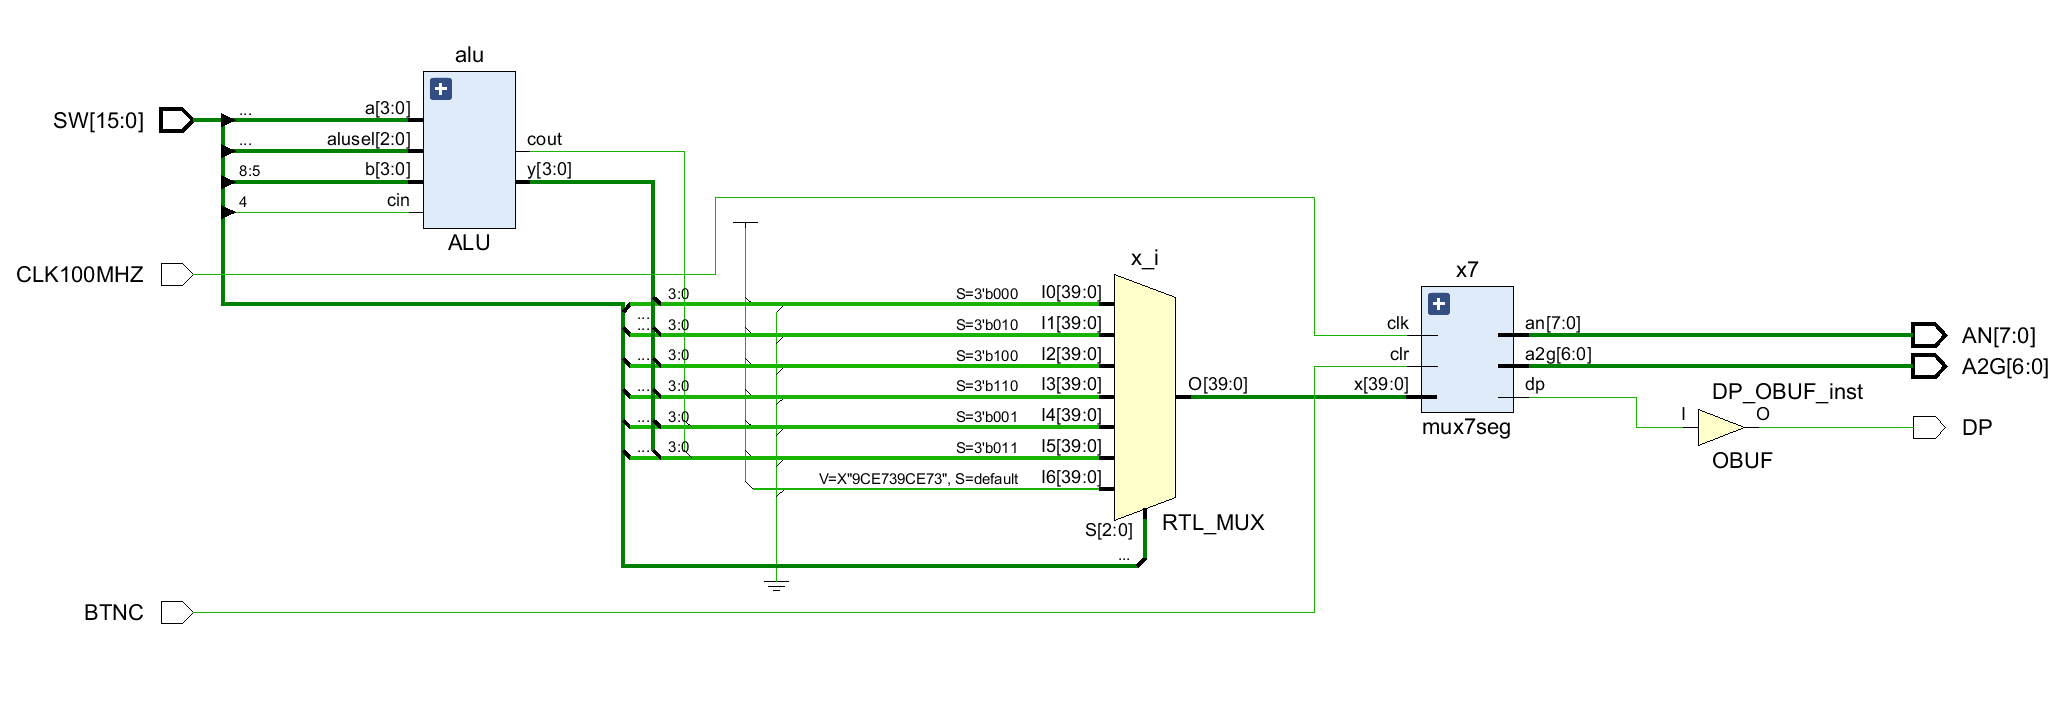 alu
SW[15:0]
...
a[3:0]
...
alusel[2:0]
8:5
b[3:0]
4
cin
cout
y[3:0]
ALU
CLK100MHZ
x_i
3:0
S=3'b000
I0[39:0]
...
...
3:0
S=3'b010
I1[39:0]
...
3:0
S=3'b100
I2[39:0]
...
3:0
S=3'b110
I3[39:0]
...
3:0
S=3'b001
I4[39:0]
...
3:0
S=3'b011
I5[39:0]
V=X"9CE739CE73", S=default
I6[39:0]
O[39:0]
S[2:0]
...
RTL_MUX
x7
clk
clr
x[39:0]
an[7:0]
a2g[6:0]
dp
mux7seg
AN[7:0]
A2G[6:0]
DP_OBUF_inst
I
O
OBUF
DP
BTNC